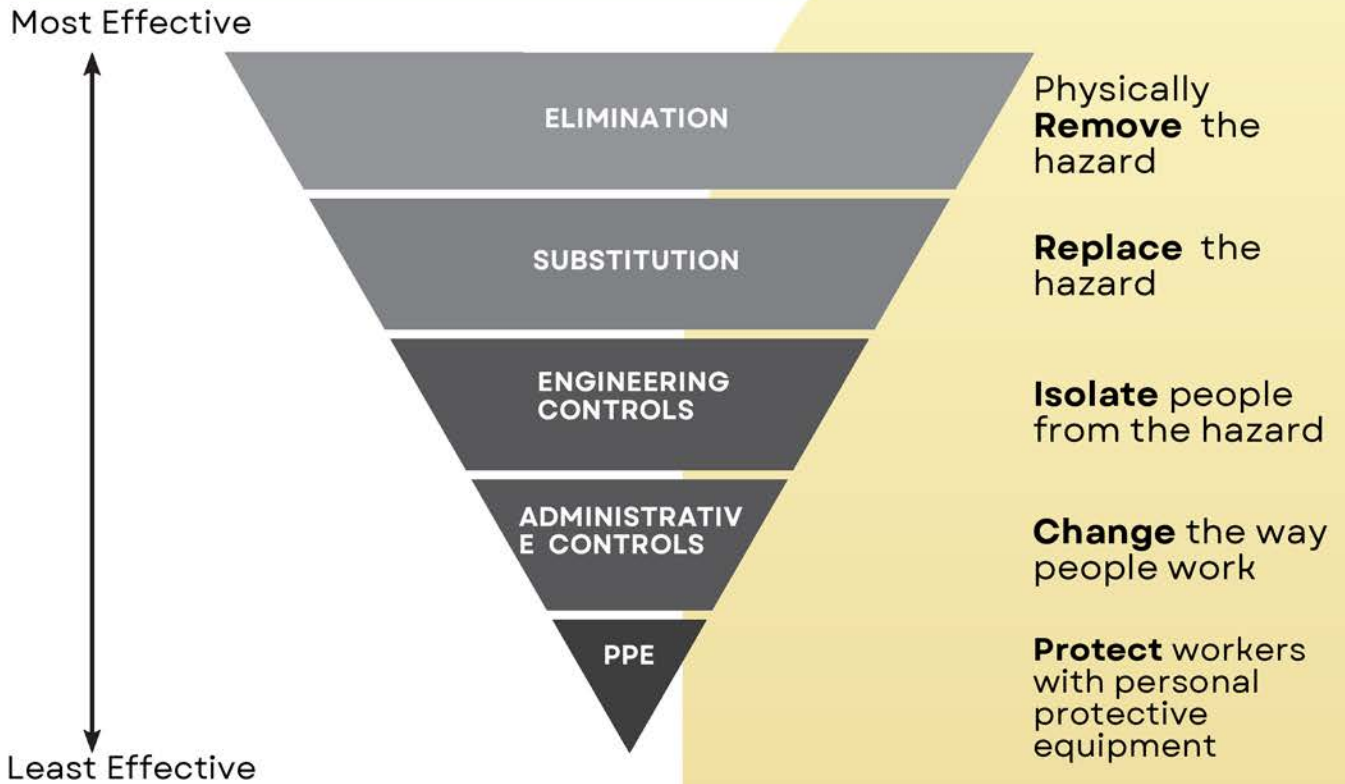 Most Effective
ELIMINATION
Physically
Remove the
hazard
SUBSTITUTION
Replace the
hazard
ENGINEERING
CONTROLS
Isolate people
from the hazard
ADMINISTRATIV
E CONTROLS
Change the way
people work
PPE
Protect workers
with personal
protective
equipment
Least Effective